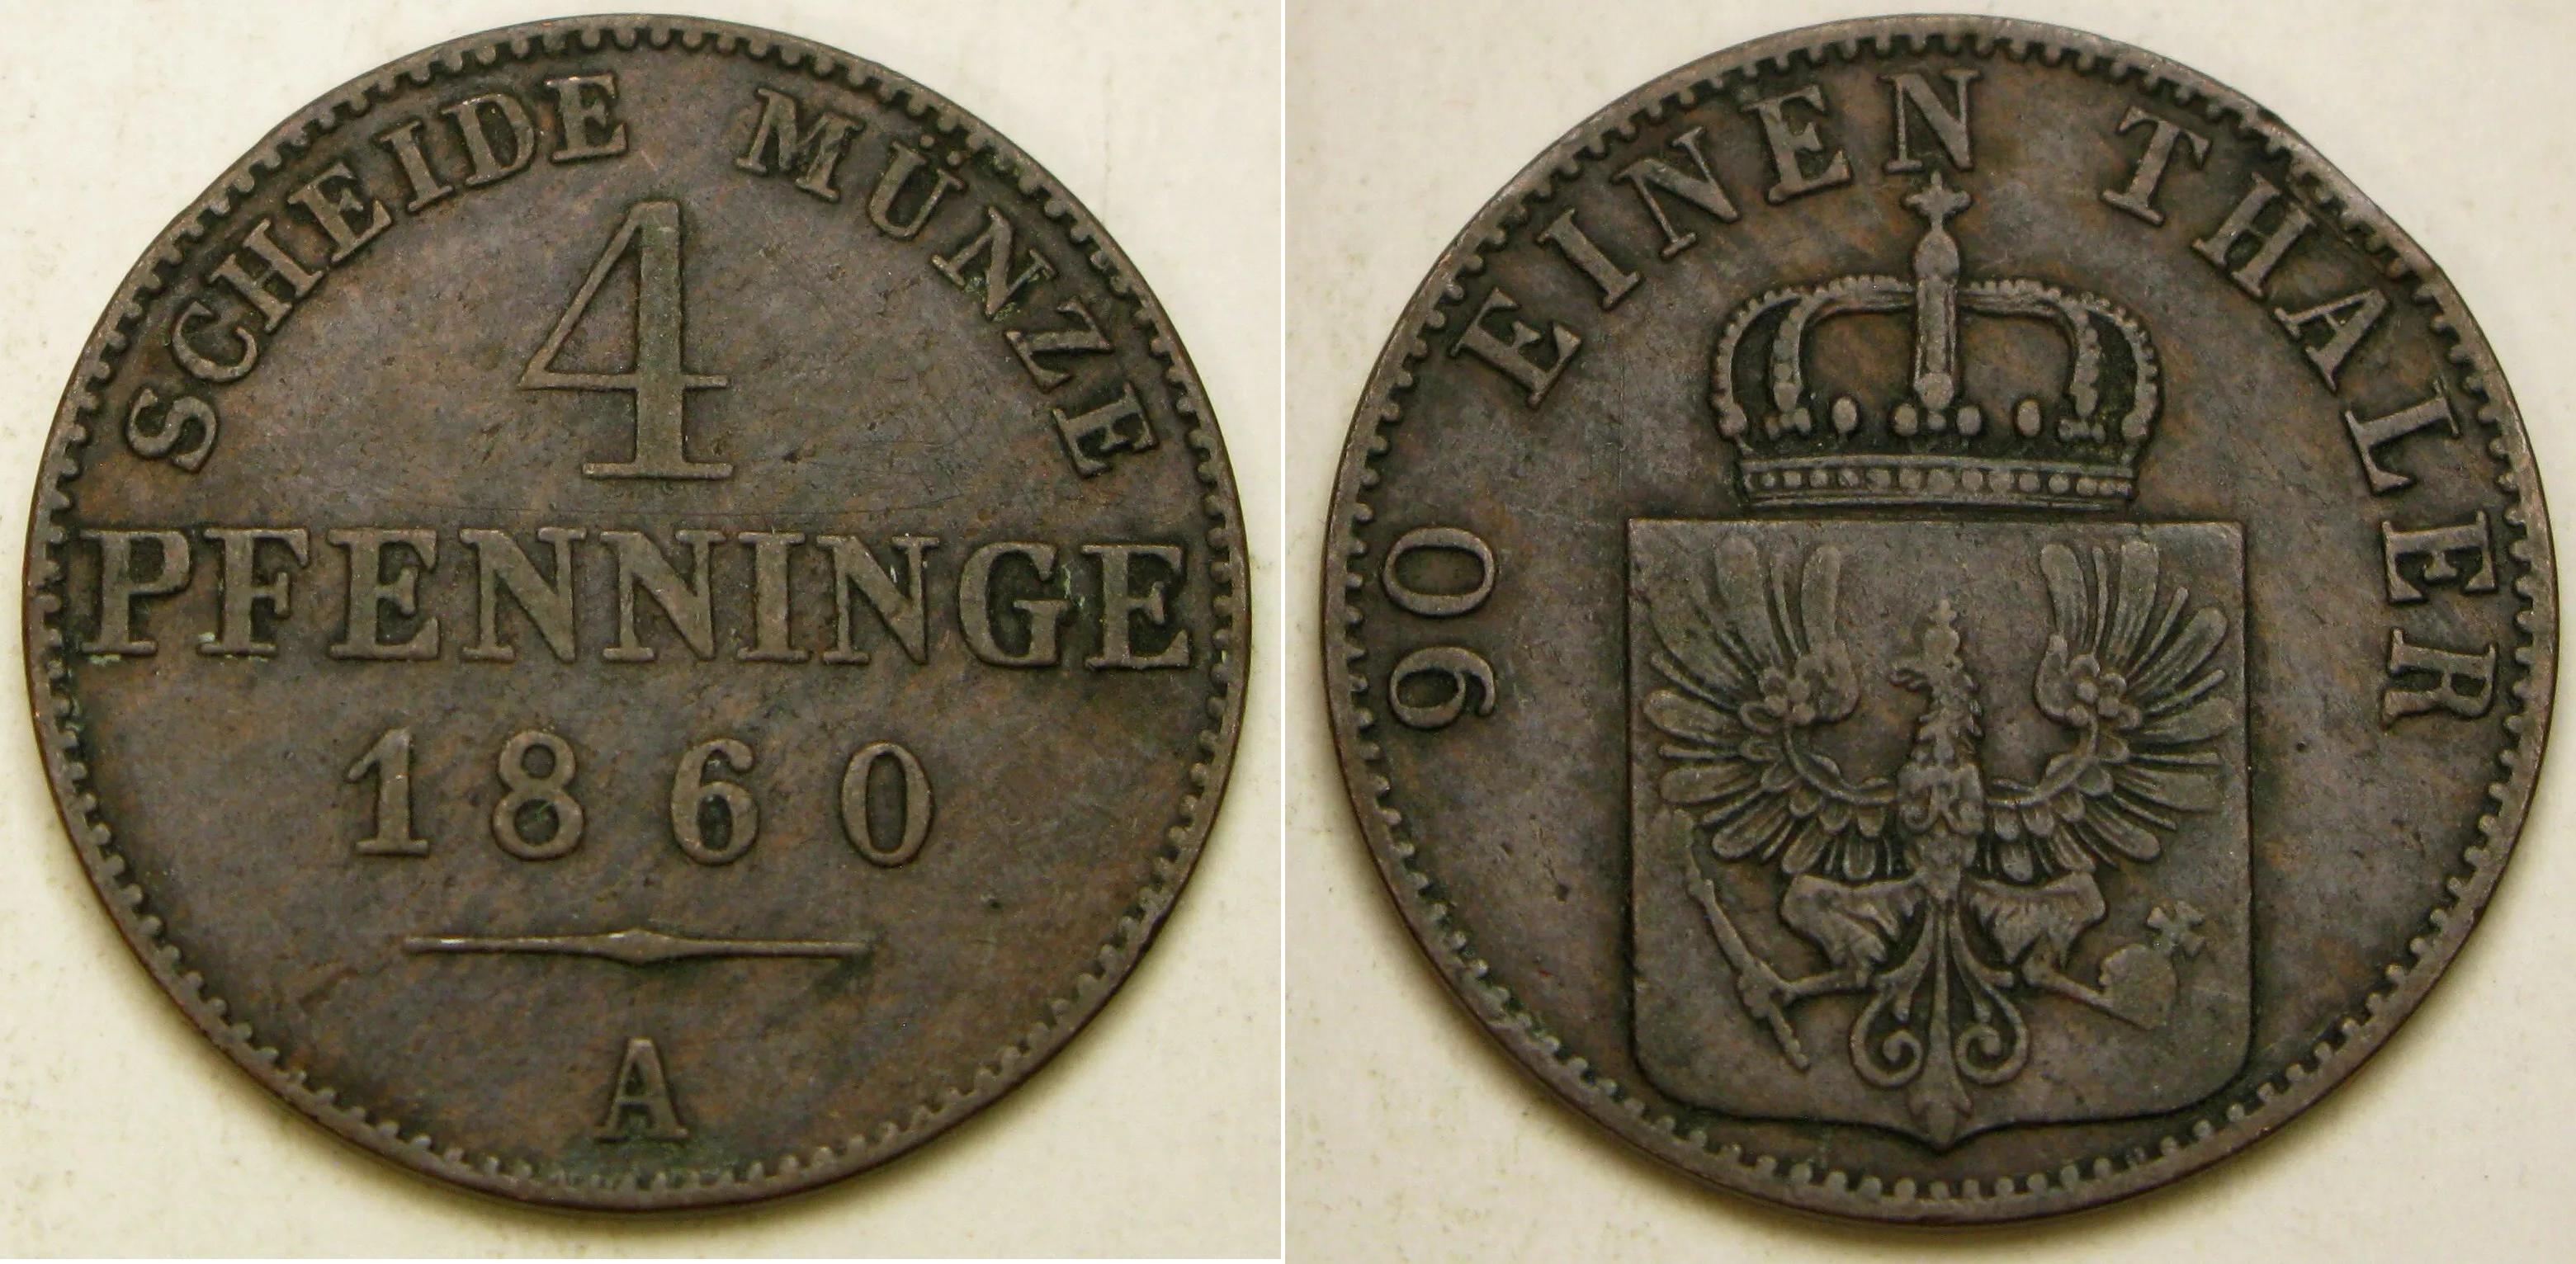 SCHEIDE MÜNZE
4
PFENNINGE
1860
A
90 EINEN THALER